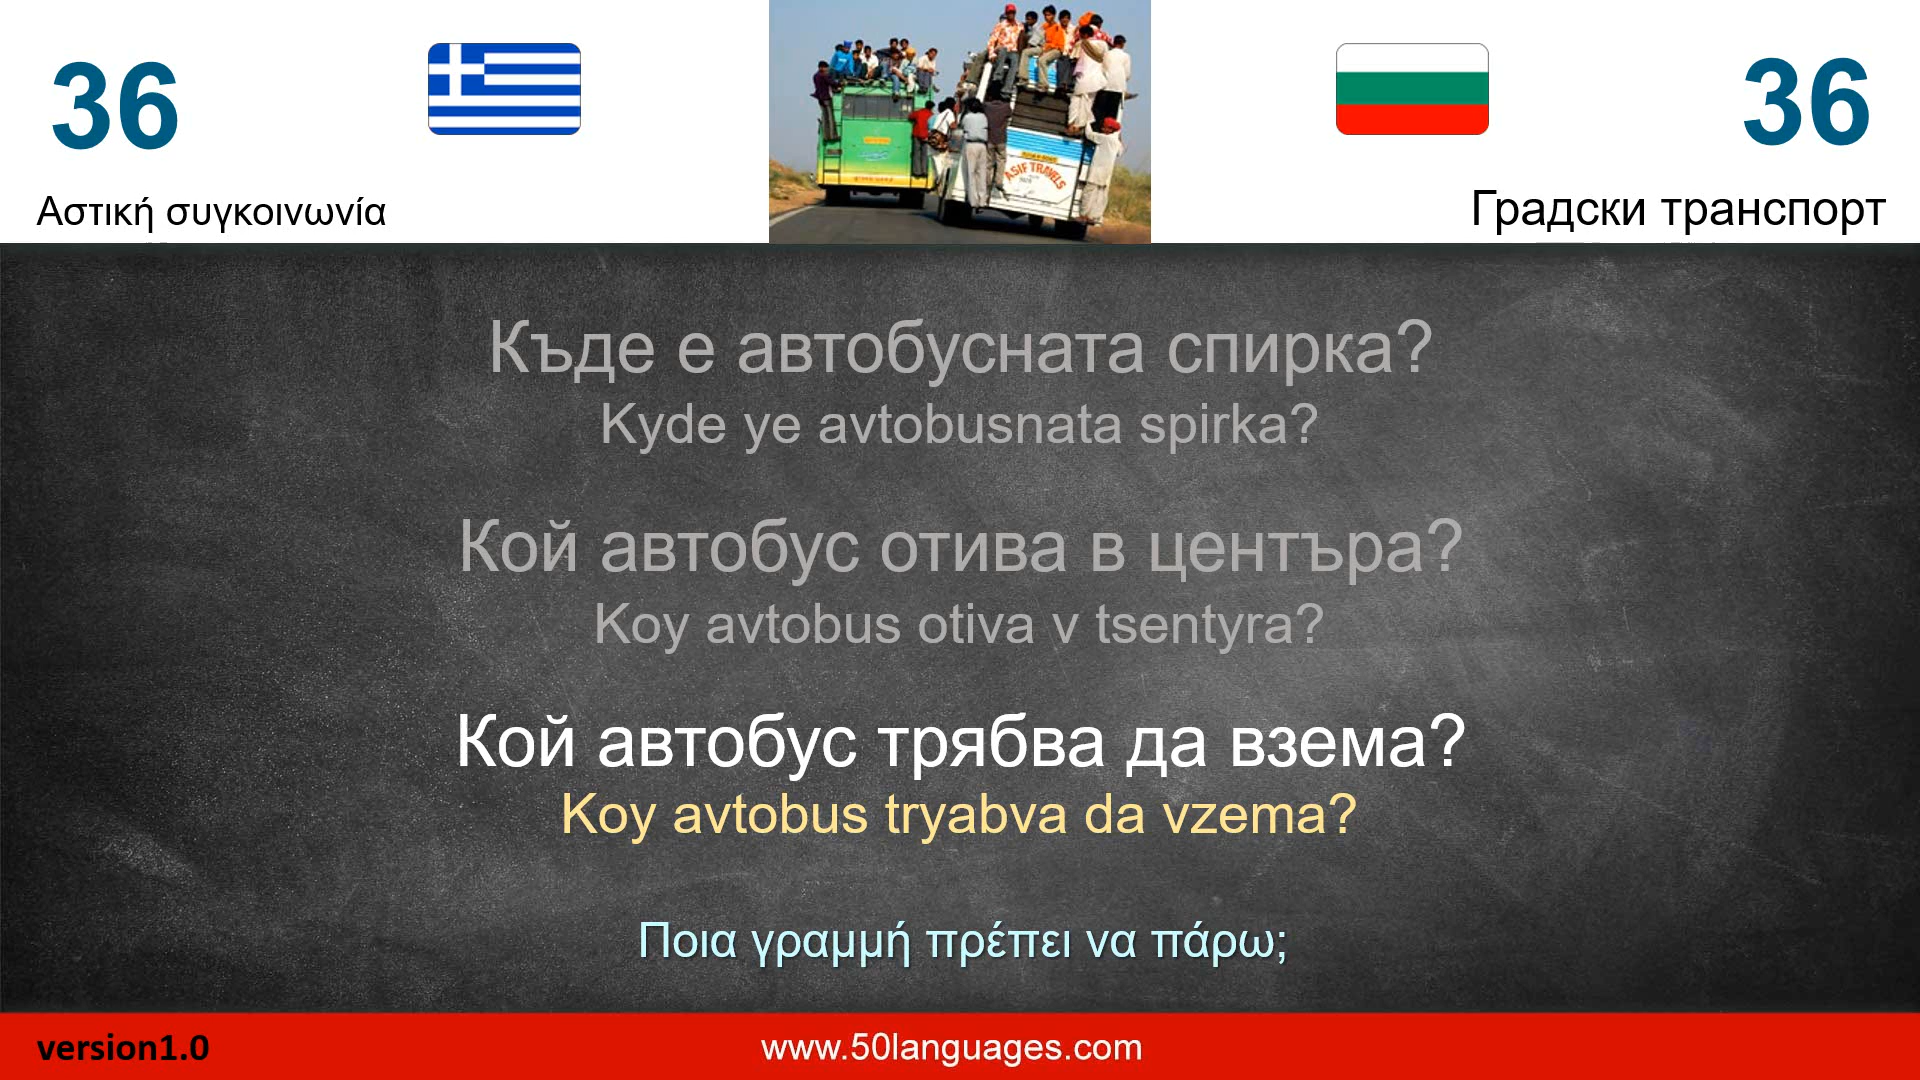 36
36
Αστική συγκοινωνία
Градски транспорт
ASIF TRAVELS
Къде е автобусната спирка?
Kyde ye avtobusnata spirka?
Кой автобус отива в центъра?
Koy avtobus otiva v tsentyra?
Кой автобус трябва да взема?
Koy avtobus tryabva da vzema?
Ποια γραμμή πρέπει να πάρω;
version1.0
www.50languages.com